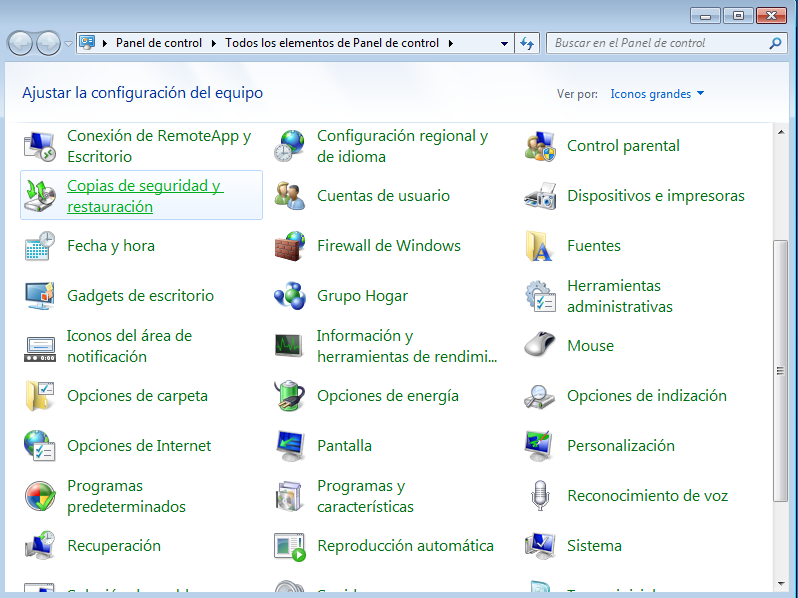 Panel de control Todos los elementos de Panel de control
Buscar en el Panel de control
Ajustar la configuración del equipo
Ver por: Iconos grandes
Conexión de RemoteApp y
Escritorio
Configuración regional y
de idioma
Control parental
Copias de seguridad y
restauración
Cuentas de usuario
Dispositivos e impresoras
Fecha y hora
Firewall de Windows
Fuentes
Gadgets de escritorio
Grupo Hogar
Herramientas
administrativas
Iconos del área de
notificación
Información y
herramientas de rendimi...
Mouse
Opciones de carpeta
Opciones de energía
Opciones de indización
Opciones de Internet
Pantalla
Personalización
Programas
predeterminados
Programas y
características
Reconocimiento de voz
Recuperación
Reproducción automática
Sistema